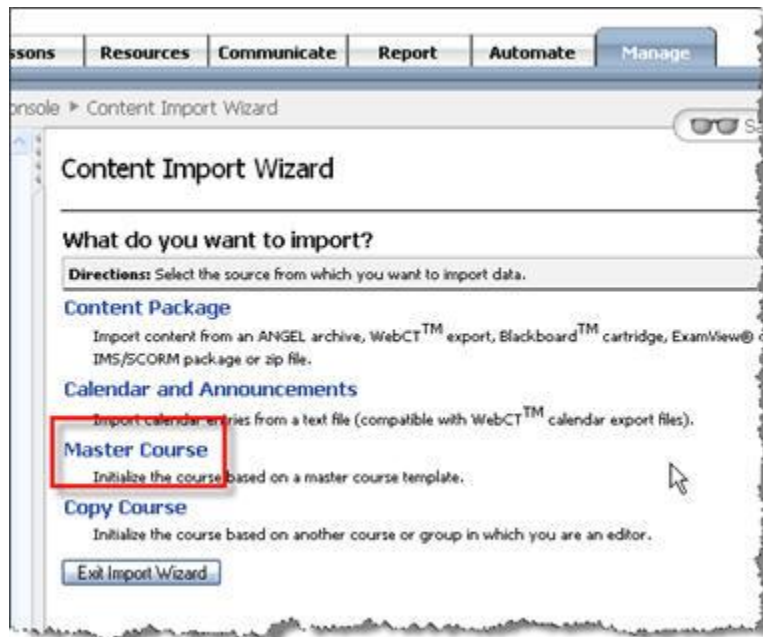 ssons Resources Communicate Report Automate Manage
onsole ▸ Content Import Wizard
Content Import Wizard
What do you want to import?
Directions: Select the source from which you want to import data.
Content Package
Import content from an ANGEL archive, WebCT™ export, Blackboard™ cartridge, ExamView®
IMS/SCORM package or zip file.
Calendar and Announcements
Import calendar entries from a text file (compatible with WebCT™ calendar export files).
Master Course
Initialize the course based on a master course template.
Copy Course
Initialize the course based on another course or group in which you are an editor.
Exit Import Wizard